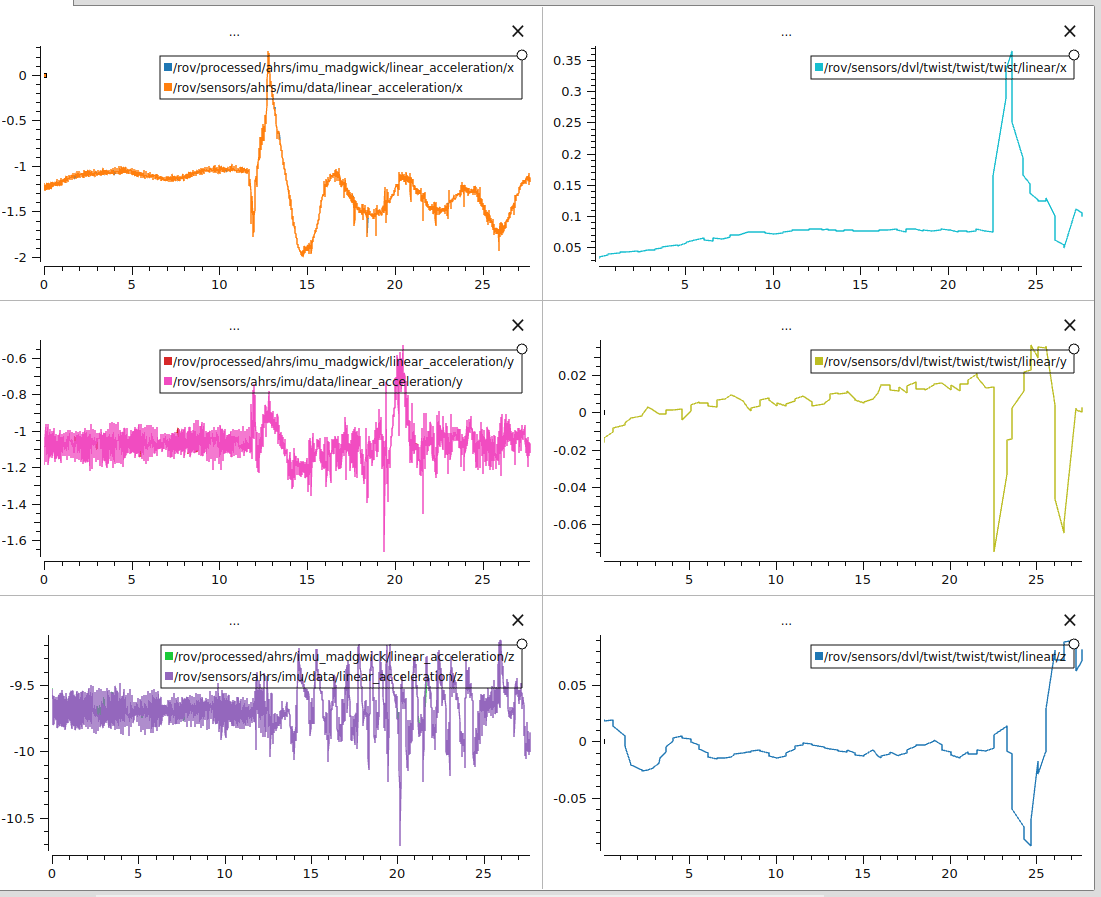 ...
/rov/processed/ahrs/imu_madgwick/linear_acceleration/x
/rov/sensors/ahrs/imu/data/linear_acceleration/x
0
-0.5
-1
-1.5
-2
0 5 10 15 20 25
...
/rov/sensors/dvl/twist/twist/twist/linear/x
0.35
0.3
0.25
0.2
0.15
0.1
0.05
5 10 15 20 25
...
/rov/processed/ahrs/imu_madgwick/linear_acceleration/y
/rov/sensors/ahrs/imu/data/linear_acceleration/y
-0.6
-0.8
-1
-1.2
-1.4
-1.6
0 5 10 15 20 25
...
/rov/sensors/dvl/twist/twist/twist/linear/y
0.02
0
-0.02
-0.04
-0.06
5 10 15 20 25
...
/rov/processed/ahrs/imu_madgwick/linear_acceleration/z
/rov/sensors/ahrs/imu/data/linear_acceleration/z
-9.5
-10
-10.5
0 5 10 15 20 25
...
/rov/sensors/dvl/twist/twist/twist/linear/z
0.05
0
-0.05
5 10 15 20 25